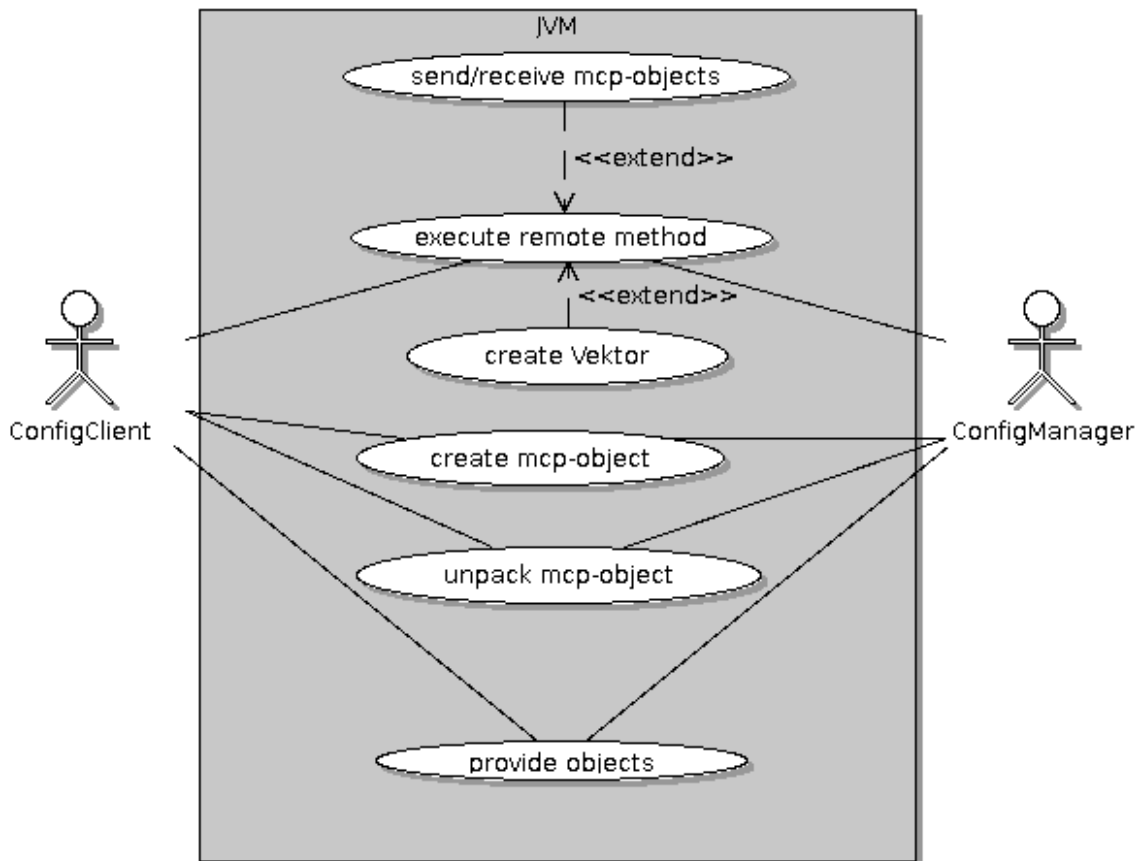 JVM
send/receive mcp-objects
<<extend>>
execute remote method
<<extend>>
create Vektor
ConfigClient
ConfigManager
create mcp-object
unpack mcp-object
provide objects